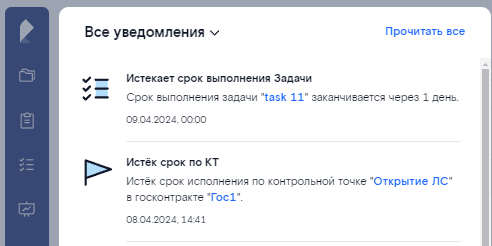 Все уведомления
Прочитать все
Истекает срок выполнения Задачи
Срок выполнения задачи "task 11" заканчивается через 1 день.
09.04.2024, 00:00
Истёк срок по КТ
Истёк срок исполнения по контрольной точке "Открытие ЛС"
в госконтракте "Гос1".
08.04.2024, 14:41